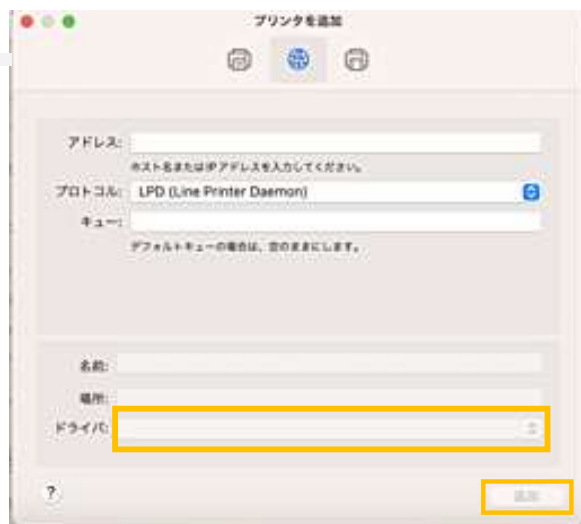 プリンタを追加
アドレス:
ホスト名またはIPアドレスを入力してください。
プロトコル: LPD (Line Printer Daemon)
キュー:
デフォルトキューの場合は、空のままにします。
名前:
場所:
ドライバ:
?
追加